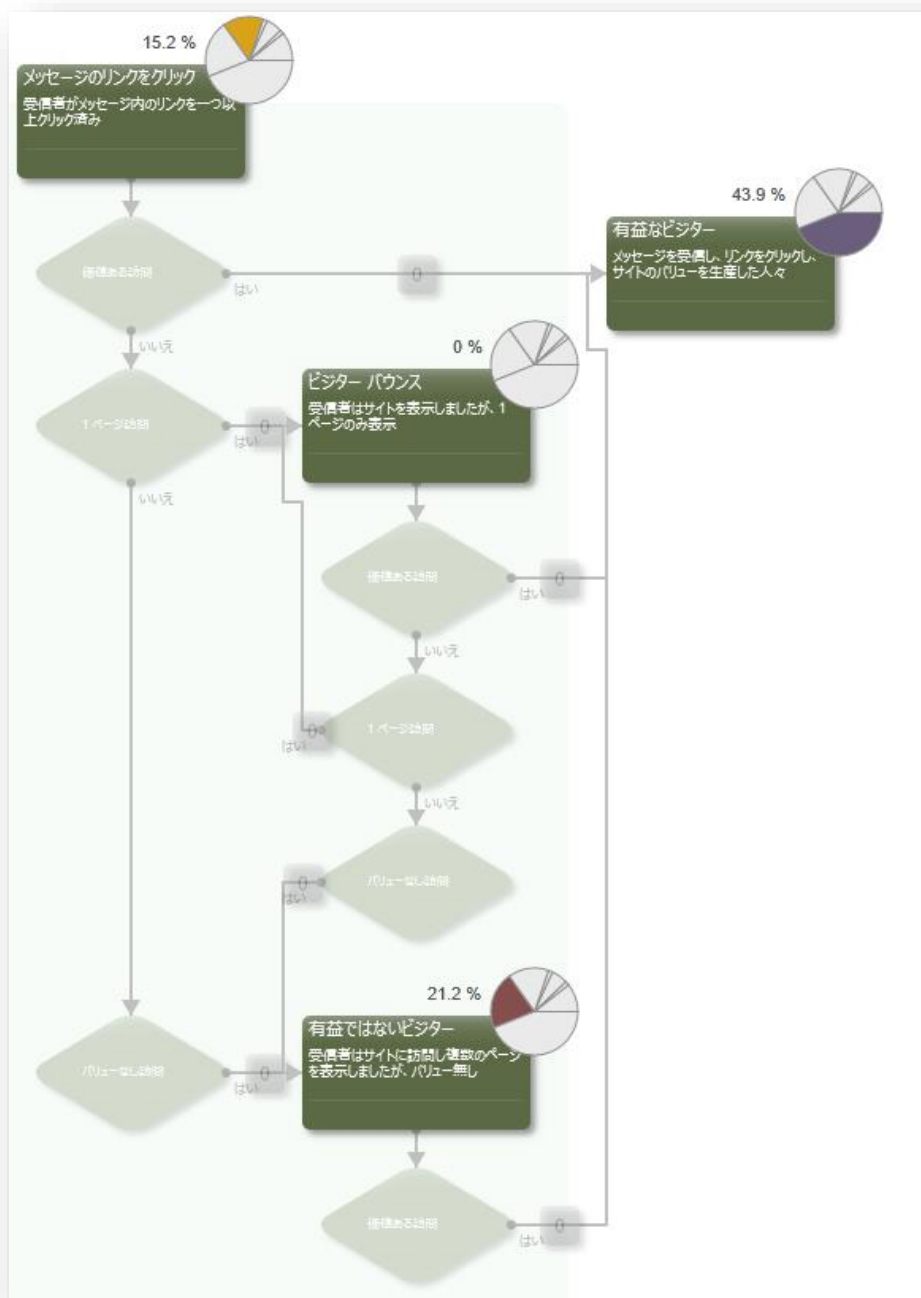 15.2 %
メッセージのリンクをクリック
受信者がメッセージ内のリンクを一つ以
上クリック済み
43.9 %
有益なビジター
メッセージを受信し、リンクをクリックし、
サイトのバリューを生産した人々
価値ある訪問
0
はい
いいえ
0 %
ビジター バウンス
受信者はサイトを表示しましたが、1
ページのみ表示
1 ページ訪問
0
はい
いいえ
価値ある訪問
0
はい
いいえ
1 ページ訪問
0
はい
いいえ
バリューなし訪問
0
はい
21.2 %
有益ではないビジター
受信者はサイトに訪問し複数のページ
を表示しましたが、バリュー無し
バリューなし訪問
0
はい
価値ある訪問
0
はい